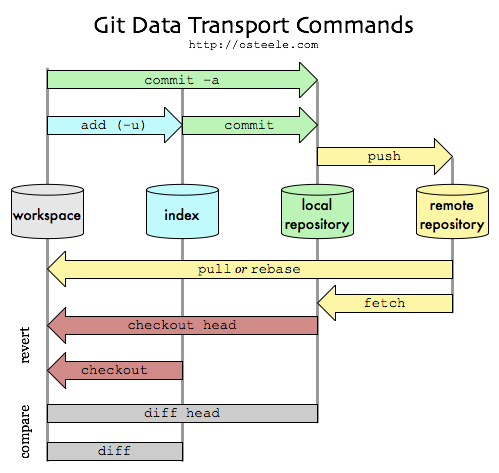 Git Data Transport Commands
http://osteele.com
commit -a
add (-u)
commit
push
workspace
index
local
repository
remote
repository
pull or rebase
fetch
revert
checkout head
checkout
compare
diff head
diff